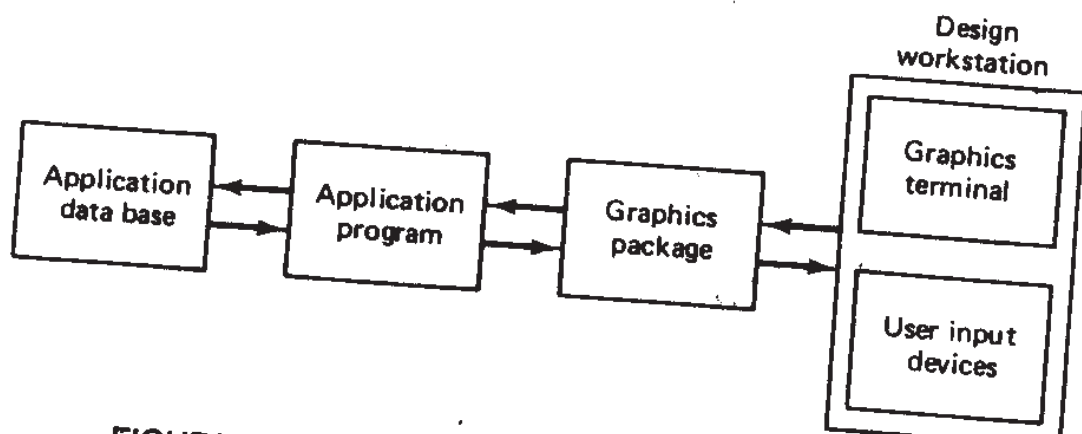 Design
workstation
Application
data base
Application
program
Graphics
package
Graphics
terminal
User input
devices